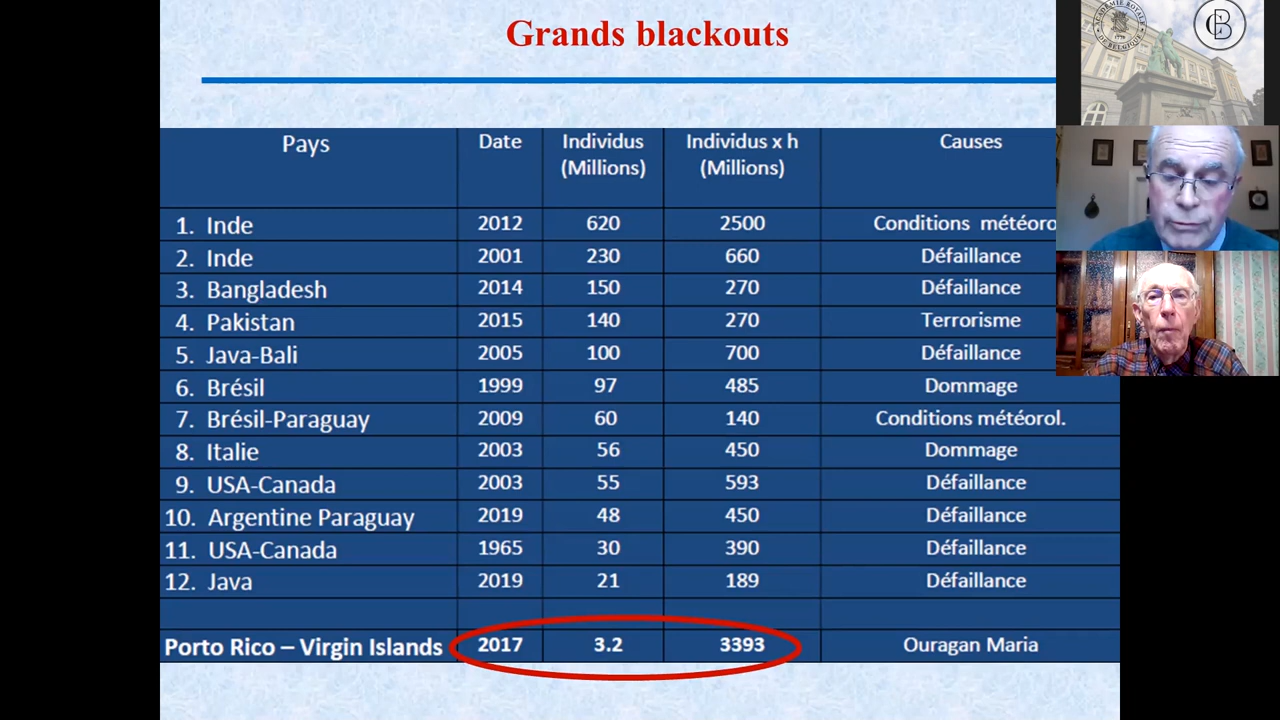 Grands blackouts
Pays Date Individus (Millions) Individus x h (Millions) Causes
1. Inde 2012 620 2500 Conditions météoro
2. Inde 2001 230 660 Défaillance
3. Bangladesh 2014 150 270 Défaillance
4. Pakistan 2015 140 270 Terrorisme
5. Java-Bali 2005 100 700 Défaillance
6. Brésil 1999 97 485 Dommage
7. Brésil-Paraguay 2009 60 140 Conditions météorol.
8. Italie 2003 56 450 Dommage
9. USA-Canada 2003 55 593 Défaillance
10. Argentine Paraguay 2019 48 450 Défaillance
11. USA-Canada 1965 30 390 Défaillance
12. Java 2019 21 189 Défaillance
Porto Rico – Virgin Islands 2017 3.2 3393 Ouragan Maria
ACADÉMIE ROYALE
DE BELGIQUE